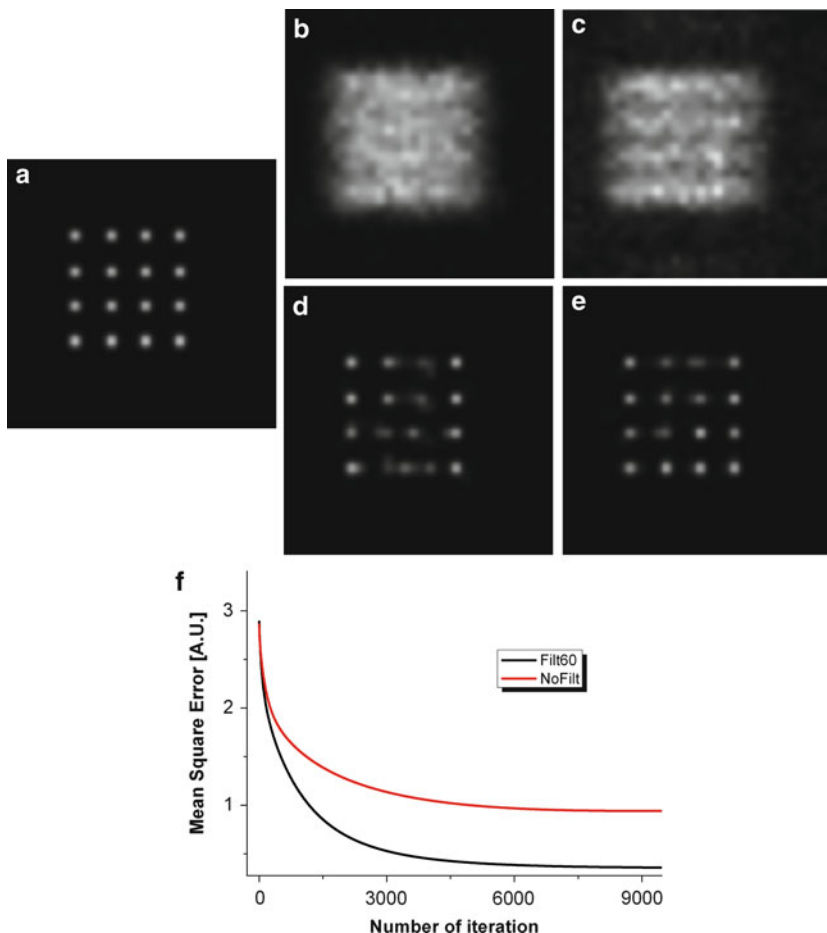 b
c
a
d
e
f
Mean Square Error [A.U.]
3
2
1
Filt60
NoFilt
0
3000
6000
9000
Number of iteration